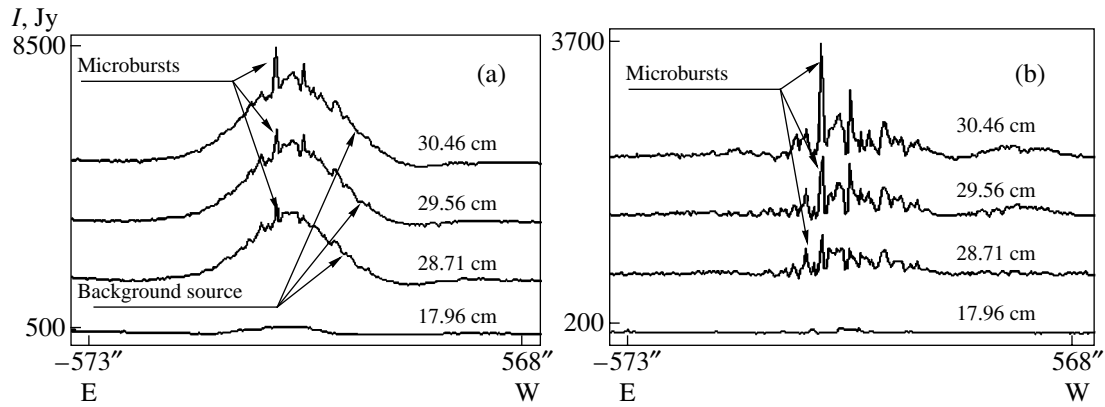 I, Jy
8500
Microbursts
(a)
30.46 cm
29.56 cm
28.71 cm
Background source
17.96 cm
500
−573″
568″
E
W
3700
Microbursts
(b)
30.46 cm
29.56 cm
28.71 cm
17.96 cm
200
−573″
568″
E
W